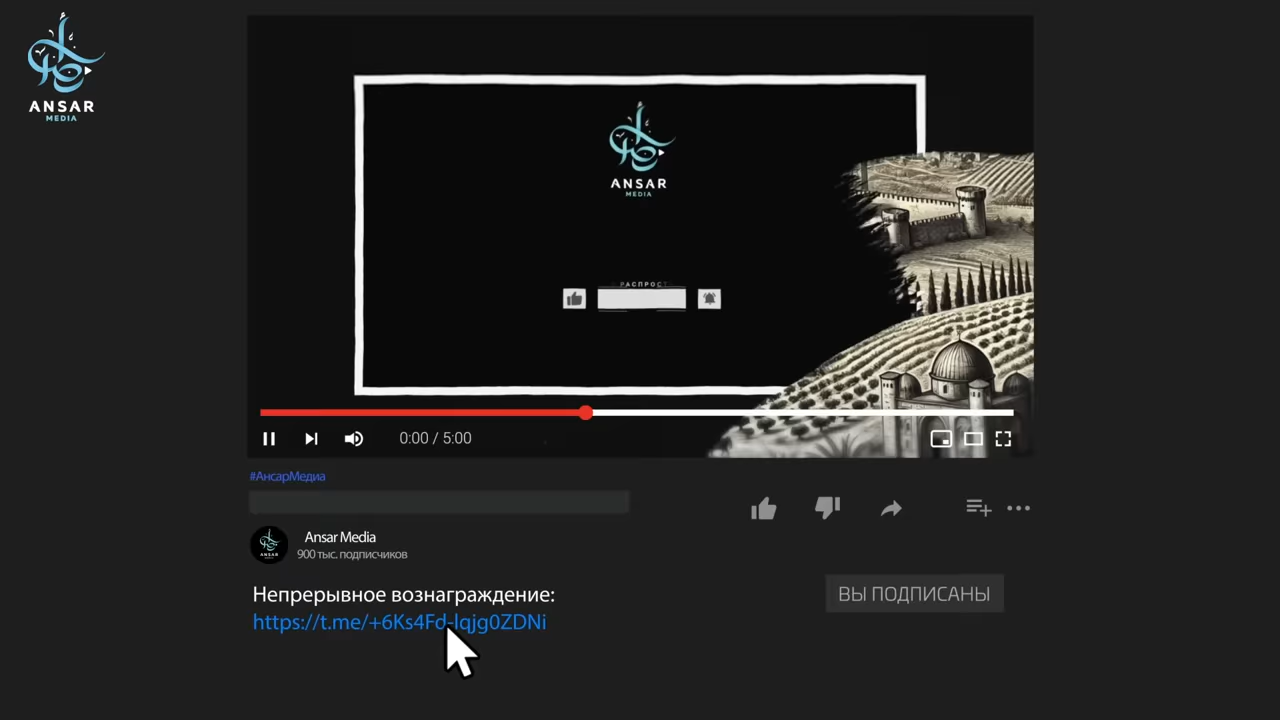 ANSAR
MEDIA
ANSAR
MEDIA
РАСПРОСТ
0:00 / 5:00
#АнсарМедиа
Ansar Media
900 тыс. подписчиков
Непрерывное вознаграждение:
https://t.me/+6Ks4Fd-lqjg0ZDNi
ВЫ ПОДПИСАНЫ